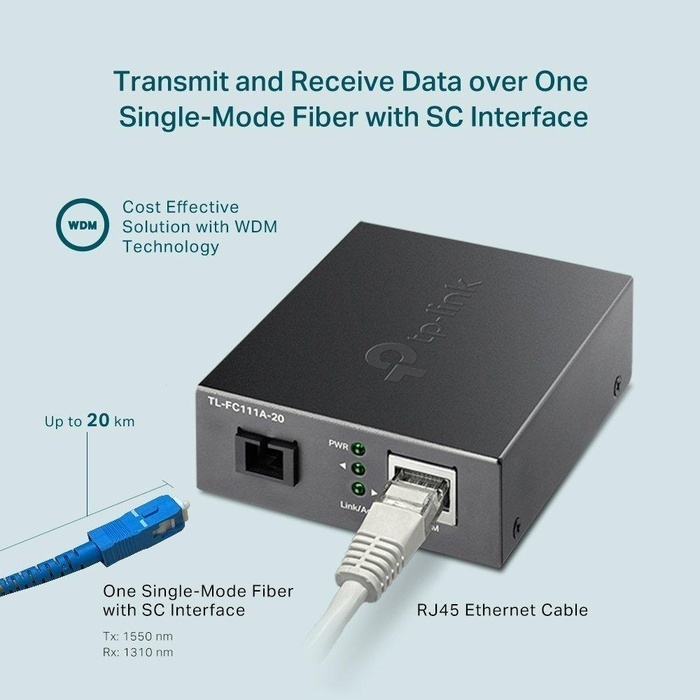 Transmit and Receive Data over One
Single-Mode Fiber with SC Interface
WDM
Cost Effective
Solution with WDM
Technology
tp-link
TL-FC111A-20
Up to 20 km
PWR
Link/A
M
One Single-Mode Fiber
with SC Interface
RJ45 Ethernet Cable
Tx: 1550 nm
Rx: 1310 nm